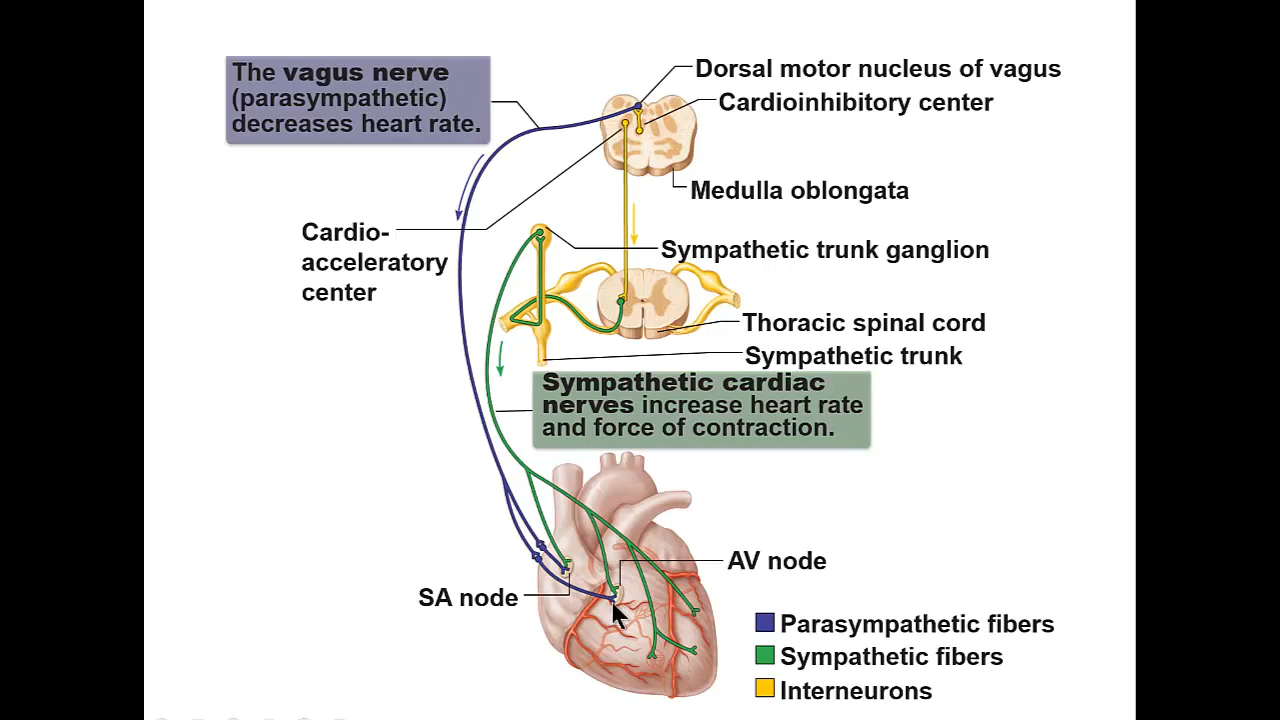 The vagus nerve
(parasympathetic)
decreases heart rate.
Dorsal motor nucleus of vagus
Cardioinhibitory center
Medulla oblongata
Cardio-
acceleratory
center
Sympathetic trunk ganglion
Thoracic spinal cord
Sympathetic trunk
Sympathetic cardiac
nerves increase heart rate
and force of contraction.
AV node
SA node
Parasympathetic fibers
Sympathetic fibers
Interneurons